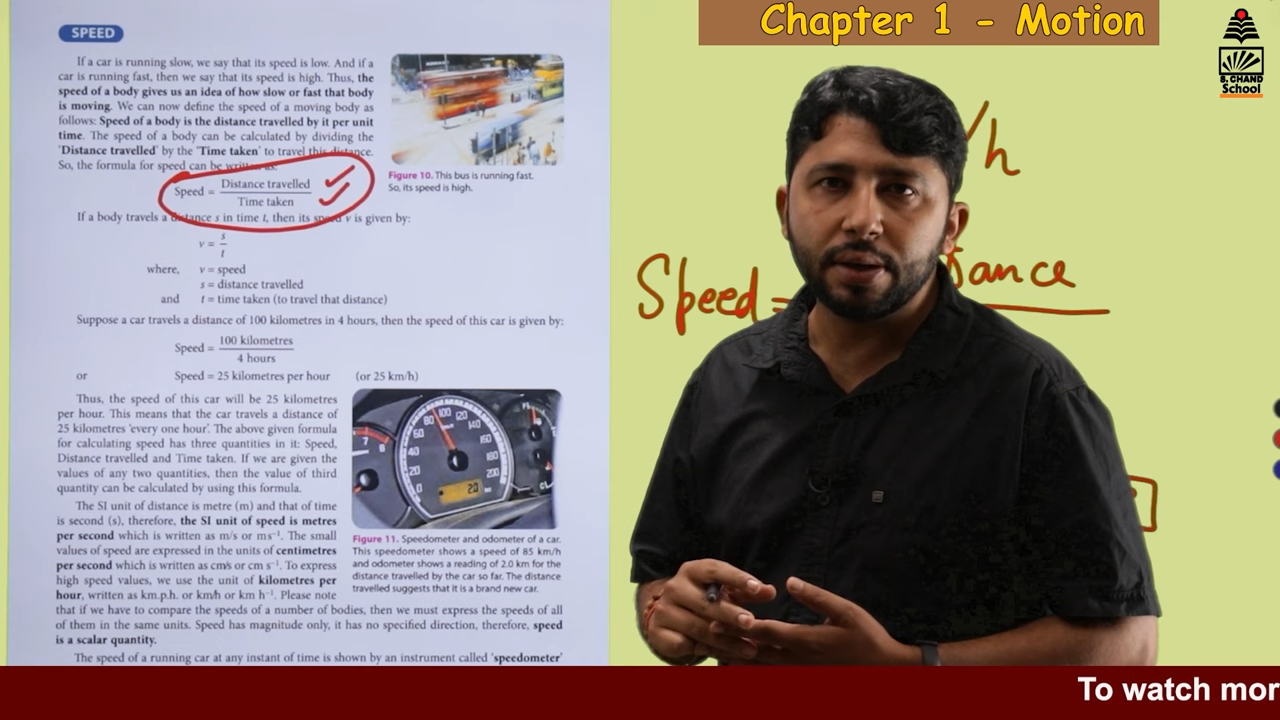 Chapter 1 - Motion
S. CHAND
School
SPEED
If a car is running slow, we say that its speed is low. And if a
car is running fast, then we say that its speed is high. Thus, the
speed of a body gives us an idea of how slow or fast that body
is moving. We can now define the speed of a moving body as
follows: Speed of a body is the distance travelled by it per unit
time. The speed of a body can be calculated by dividing the
'Distance travelled' by the 'Time taken' to travel this distance.
So, the formula for speed can be written as:
Speed = Distance travelled
Time taken
Figure 10. This bus is running fast.
So, its speed is high.
If a body travels a distance s in time t, then its speed v is given by:
v = s
t
where, v = speed
s = distance travelled
and t = time taken (to travel that distance)
Suppose a car travels a distance of 100 kilometres in 4 hours, then the speed of this car is given by:
Speed = 100 kilometres
4 hours
or Speed = 25 kilometres per hour (or 25 km/h)
Thus, the speed of this car will be 25 kilometres
per hour. This means that the car travels a distance of
25 kilometres 'every one hour'. The above given formula
for calculating speed has three quantities in it: Speed,
Distance travelled and Time taken. If we are given the
values of any two quantities, then the value of third
quantity can be calculated by using this formula.
The SI unit of distance is metre (m) and that of time
is second (s), therefore, the SI unit of speed is metres
per second which is written as m/s or ms⁻¹. The small
values of speed are expressed in the units of centimetres
per second which is written as cm/s or cm s⁻¹. To express
high speed values, we use the unit of kilometres per
hour, written as km.p.h. or km/h or km h⁻¹. Please note
that if we have to compare the speeds of a number of bodies, then we must express the speeds of all
of them in the same units. Speed has magnitude only, it has no specified direction, therefore, speed
is a scalar quantity.
The speed of a running car at any instant of time is shown by an instrument called 'speedometer'
0 20 40 60 80 100 120 140 160 180 200
7
8
20
Figure 11. Speedometer and odometer of a car.
This speedometer shows a speed of 85 km/h
and odometer shows a reading of 2.0 km for the
distance travelled by the car so far. The distance
travelled suggests that it is a brand new car.
/h
Speed = tance
To watch mor